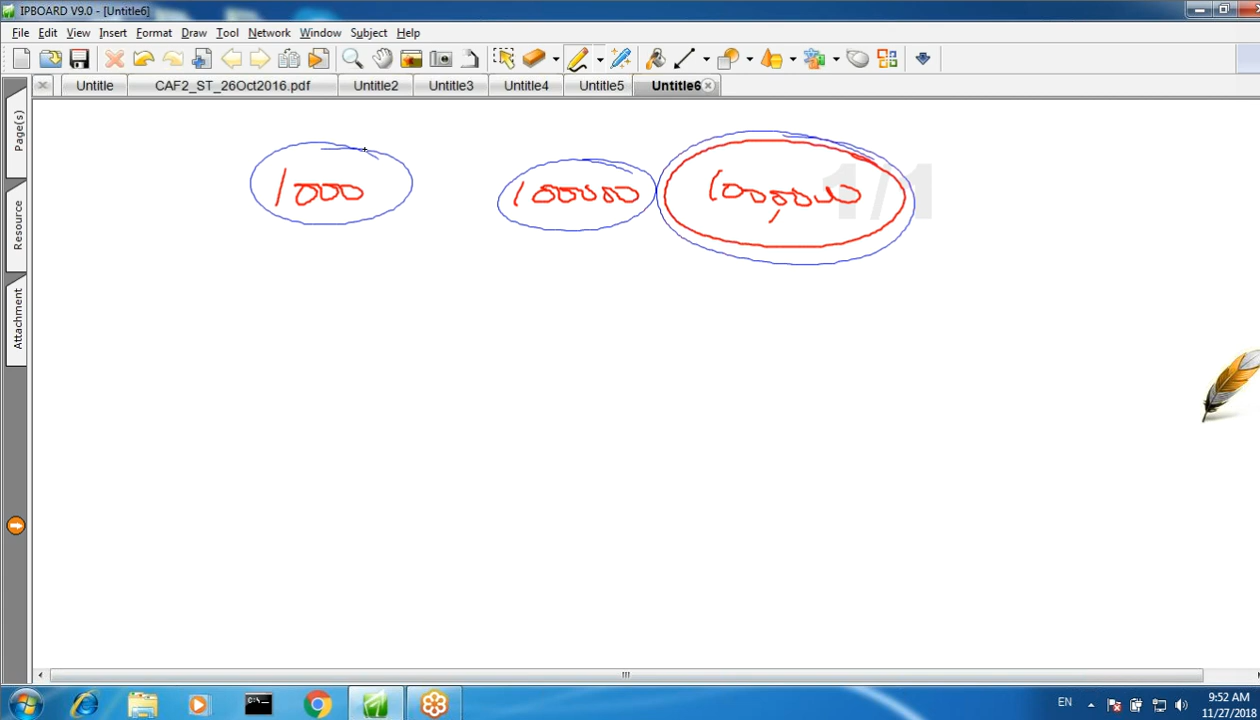 IPBOARD V9.0 - [Untitle6]
File Edit View Insert Format Draw Tool Network Window Subject Help
Untitle CAF2_ST_26Oct2016.pdf Untitle2 Untitle3 Untitle4 Untitle5 Untitle6
Page(s)
Resource
Attachment
1/1
1000 100000
EN 9:52 AM
11/27/2018